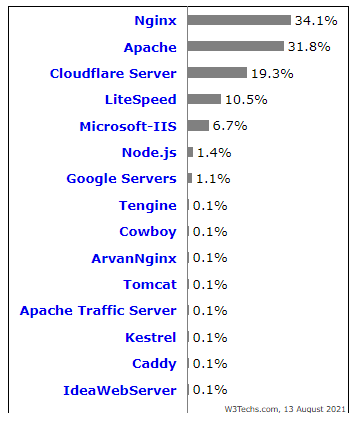 Nginx 34.1%
Apache 31.8%
Cloudflare Server 19.3%
LiteSpeed 10.5%
Microsoft-IIS 6.7%
Node.js 1.4%
Google Servers 1.1%
Tengine 0.1%
Cowboy 0.1%
ArvanNginx 0.1%
Tomcat 0.1%
Apache Traffic Server 0.1%
Kestrel 0.1%
Caddy 0.1%
IdeaWebServer 0.1%
W3Techs.com, 13 August 2021